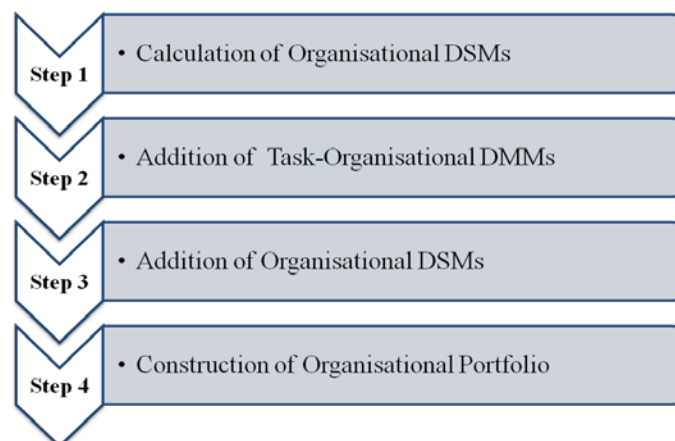 Step 1
• Calculation of Organisational DSMs
Step 2
• Addition of Task-Organisational DMMs
Step 3
• Addition of Organisational DSMs
Step 4
• Construction of Organisational Portfolio